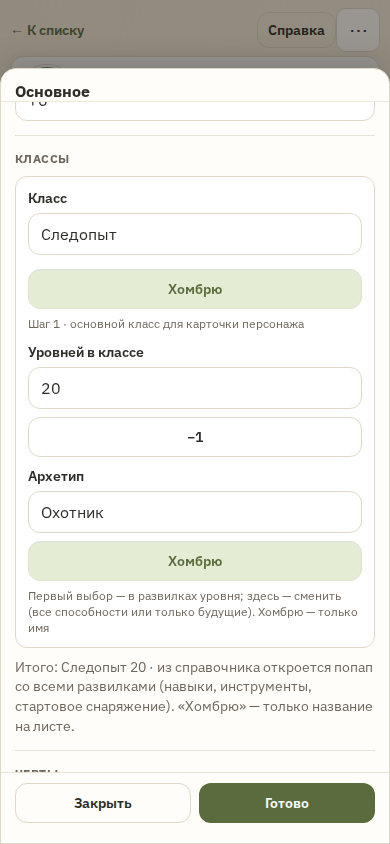 ← К списку
Справка
...
Основное
КЛАССЫ
Класс
Следопыт
Хомбрю
Шаг 1 · основной класс для карточки персонажа
Уровней в классе
20
−1
Архетип
Охотник
Хомбрю
Первый выбор — в развилках уровня; здесь — сменить
(все способности или только будущие). Хомбрю — только
имя
Итого: Следопыт 20 · из справочника откроется попап
со всеми развилками (навыки, инструменты,
стартовое снаряжение). «Хомбрю» — только название
на листе.
Закрыть
Готово